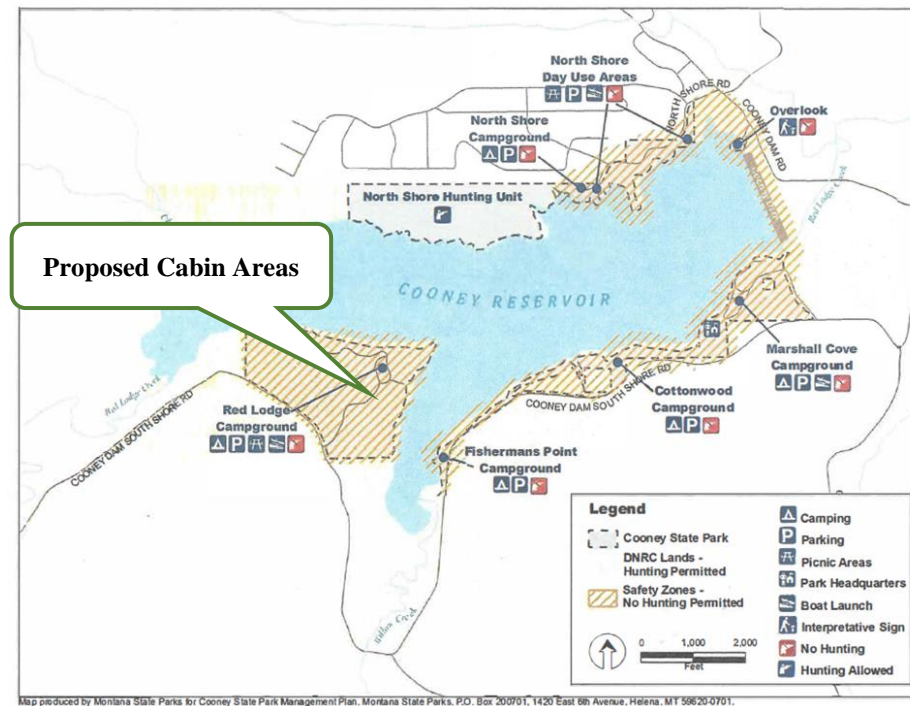 North Shore
Day Use Areas
NORTH SHORE RD
North Shore
Campground
Overlook
COONEY DAM RD
Red Lodge Creek
North Shore Hunting Unit
Proposed Cabin Areas
COONEY RESERVOIR
Marshall Cove
Campground
Red Lodge Creek
Red Lodge
Campground
COONEY DAM SOUTH SHORE RD
Cottonwood
Campground
COONEY DAM SOUTH SHORE RD
Fishermans Point
Campground
Willow Creek
Legend
Cooney State Park
DNRC Lands -
Hunting Permitted
Safety Zones -
No Hunting Permitted
0 1,000 2,000
Feet
Camping
Parking
Picnic Areas
Park Headquarters
Boat Launch
Interpretative Sign
No Hunting
Hunting Allowed
Map produced by Montana State Parks for Cooney State Park Management Plan. Montana State Parks, P.O. Box 200701, 1420 East 6th Avenue, Helena, MT 59620-0701.